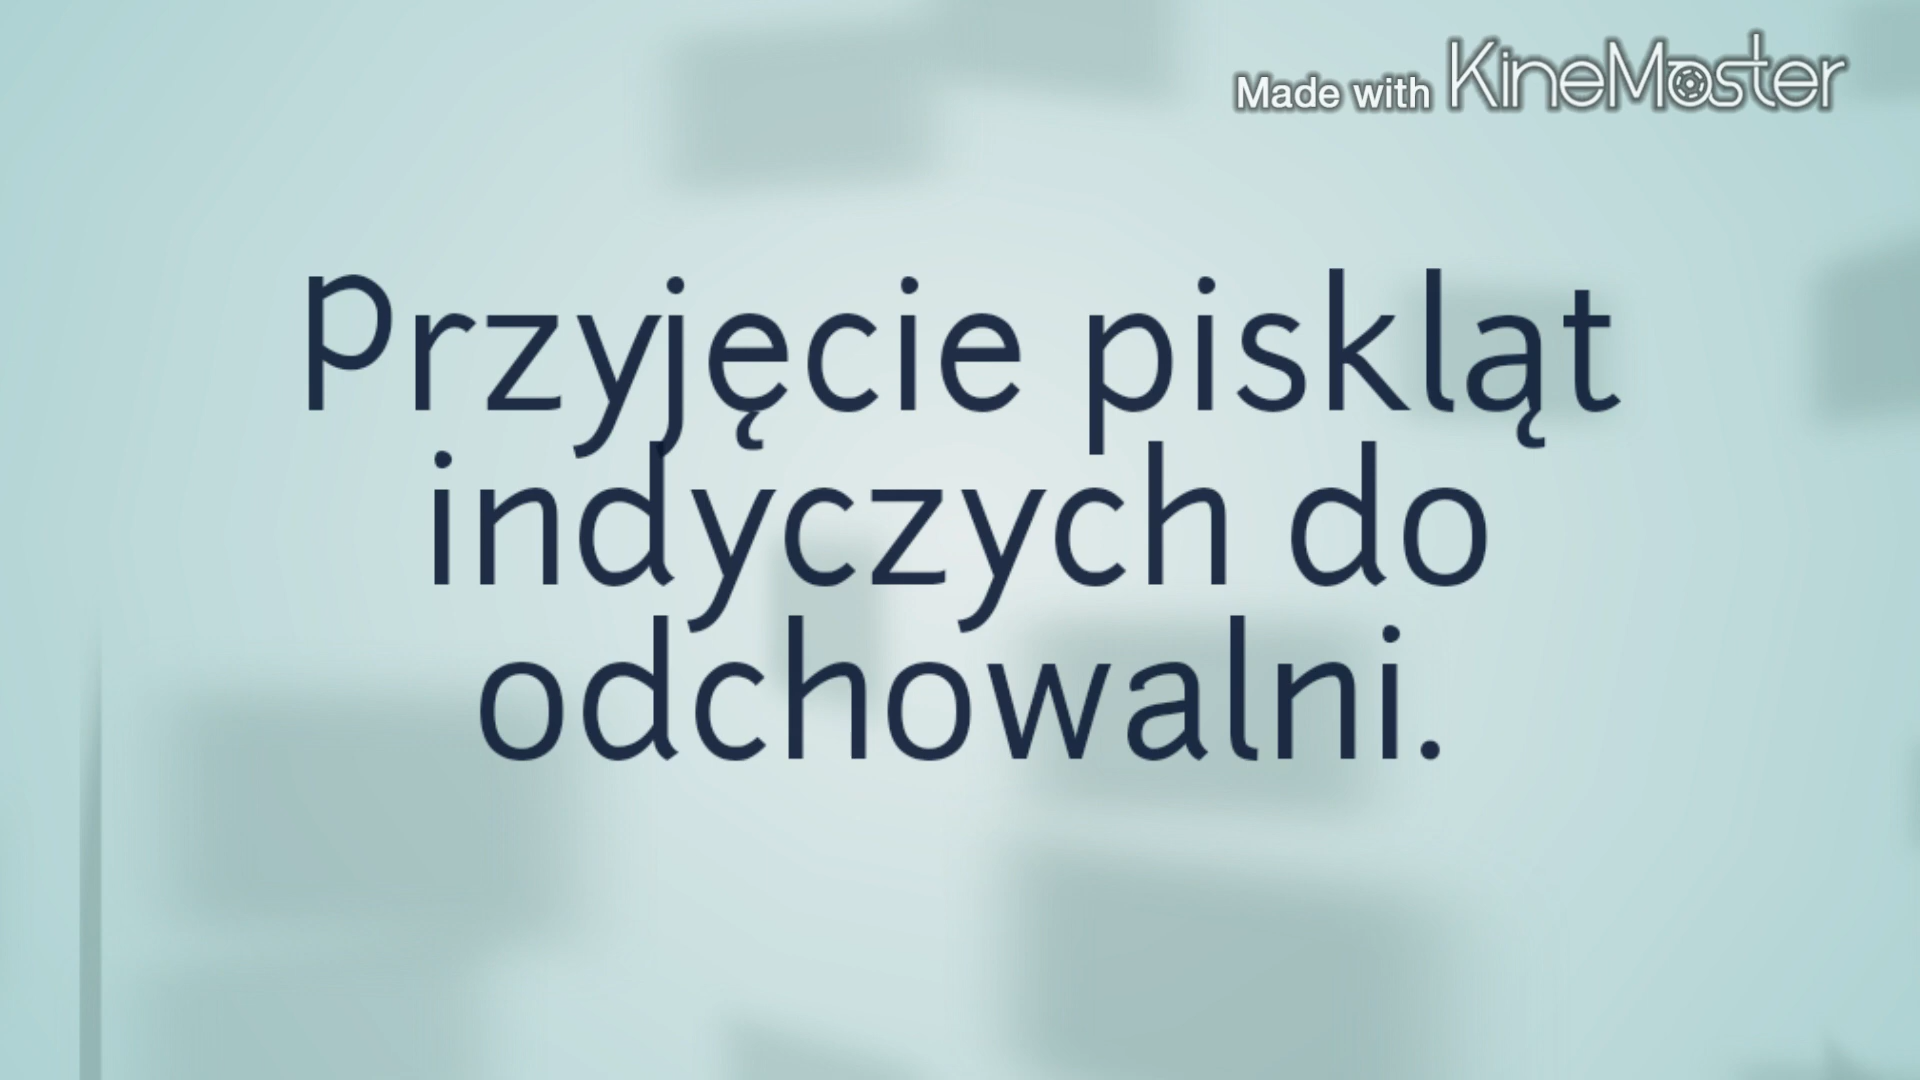 Made with KineMaster
Przyjęcie piskląt
indyczych do
odchowalni.